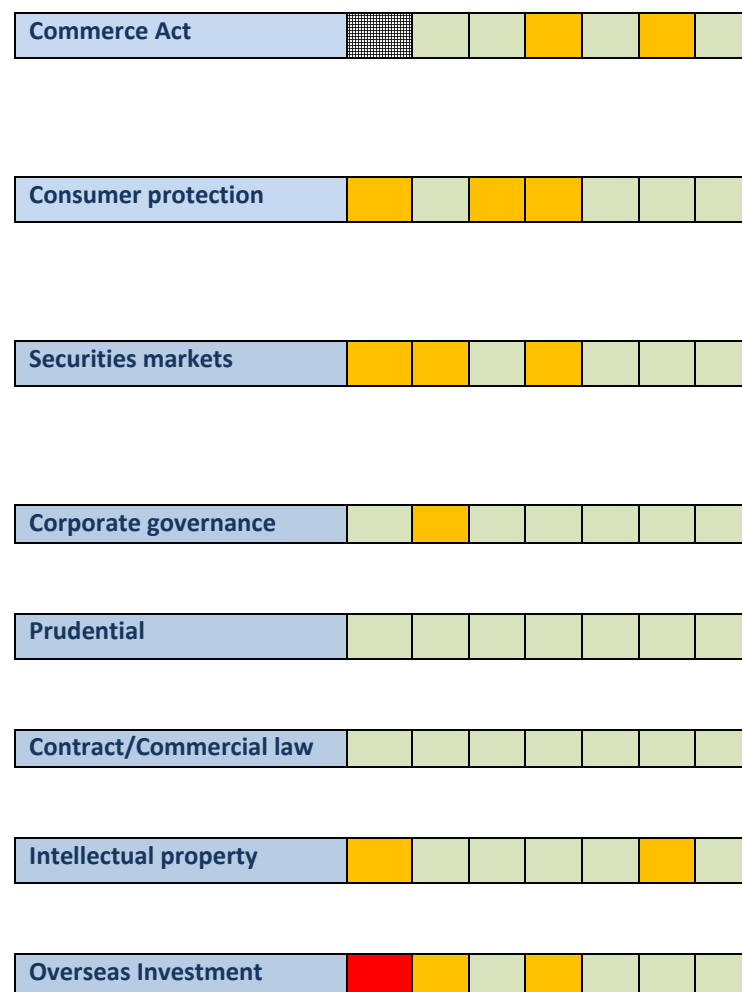 Commerce Act
Consumer protection
Securities markets
Corporate governance
Prudential
Contract/Commercial law
Intellectual property
Overseas Investment